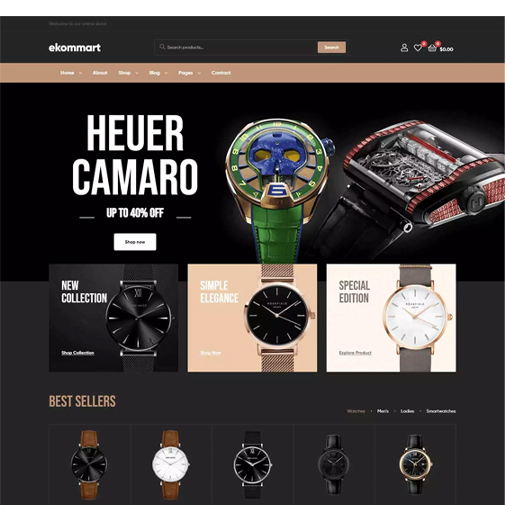 Welcome to our online store
ekommart
Search products...
Search
0
0
$0.00
Home
About
Shop
Blog
Pages
Contact
HEUER
CAMARO
UP TO 40% OFF
Shop now
NEW
COLLECTION
Shop Collection
SIMPLE
ELEGANCE
Shop Now
SPECIAL
EDITION
Explore Product
BEST SELLERS
Watches
Men's
Ladies
Smartwatches